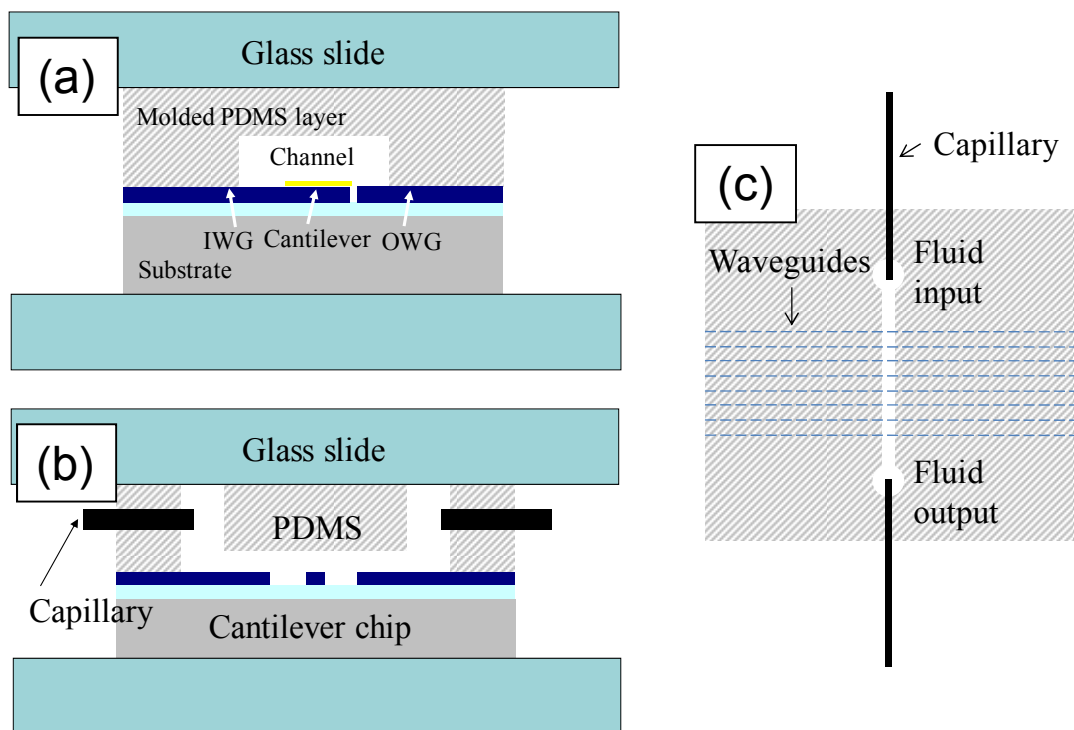 (a)
Glass slide
Molded PDMS layer
Channel
IWG Cantilever OWG
Substrate
(b)
Glass slide
PDMS
Capillary
Cantilever chip
(c)
Capillary
Waveguides
Fluid
input
Fluid
output